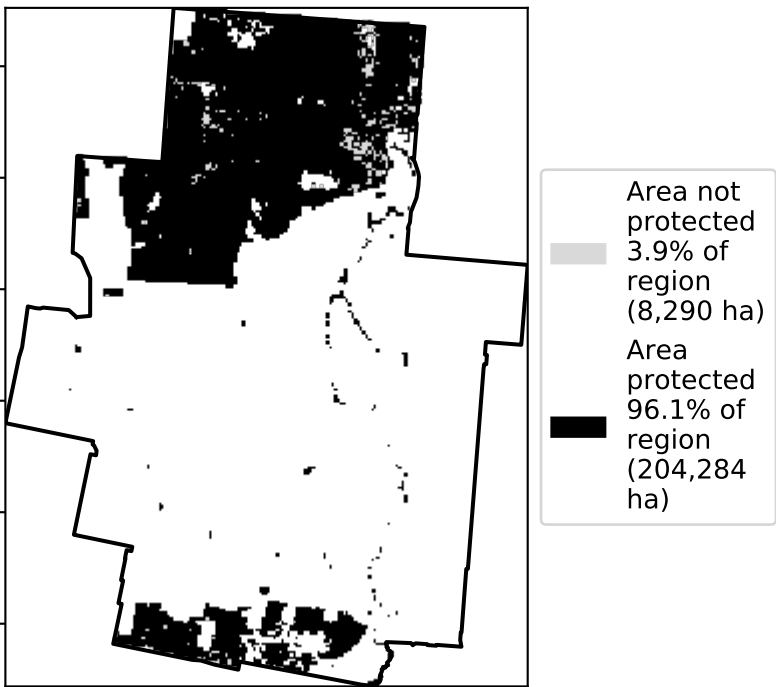 Area not
protected
3.9% of
region
(8,290 ha)
Area
protected
96.1% of
region
(204,284
ha)